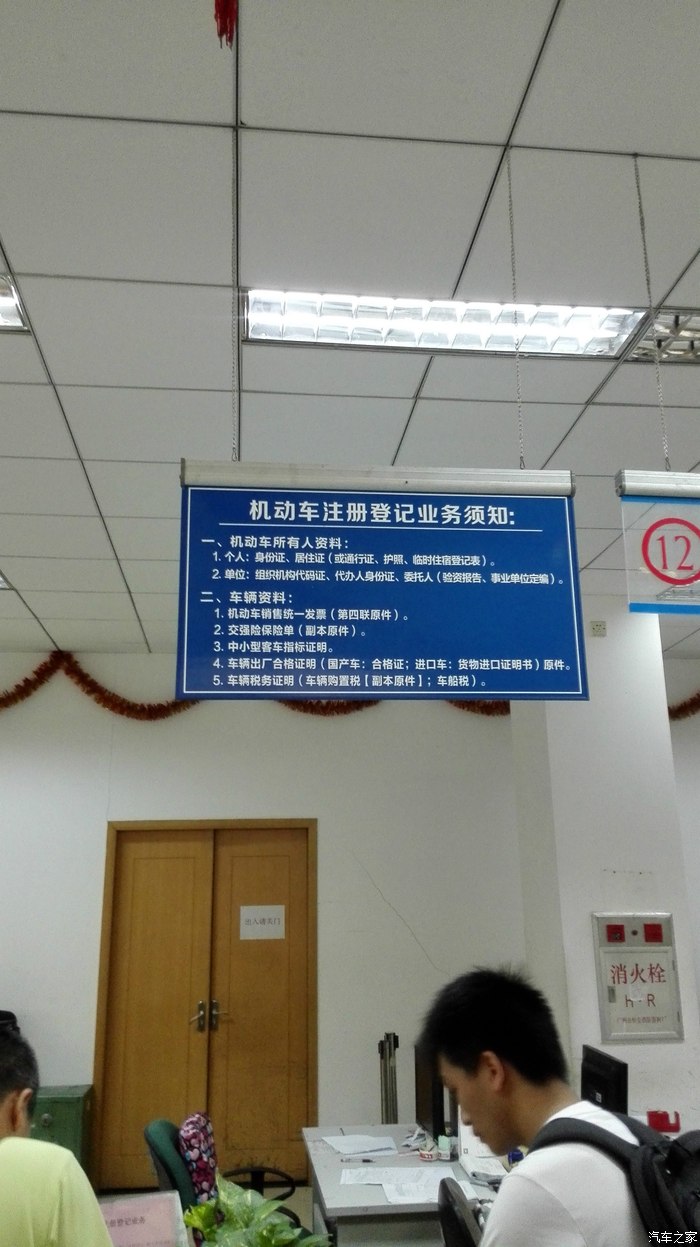 机动车注册登记业务须知:
一、机动车所有人资料:
1. 个人: 身份证、居住证(或通行证、护照、临时住宿登记表)。
2. 单位: 组织机构代码证、代办人身份证、委托人(验资报告、事业单位定编)。
二、车辆资料:
1. 机动车销售统一发票(第四联原件)。
2. 交强险保险单(副本原件)。
3. 中小型客车指标证明。
4. 车辆出厂合格证明(国产车: 合格证; 进口车: 货物进口证明书)原件。
5. 车辆税务证明(车辆购置税【副本原件】; 车船税)。
12
出入请关门
消火栓
H·R
册登记业务
汽车之家